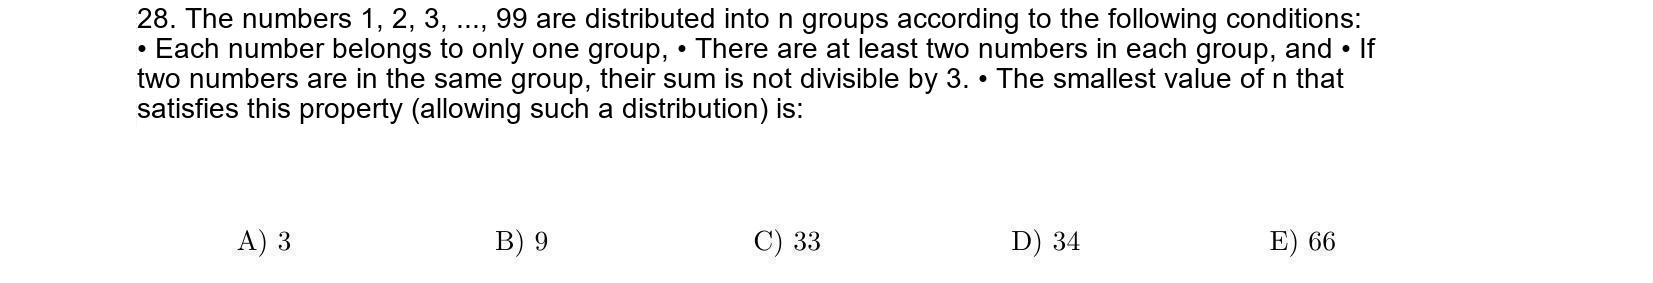 28. The numbers 1, 2, 3, ..., 99 are distributed into n groups according to the following conditions:
• Each number belongs to only one group, • There are at least two numbers in each group, and • If
two numbers are in the same group, their sum is not divisible by 3. • The smallest value of n that
satisfies this property (allowing such a distribution) is:
A) 3 B) 9 C) 33 D) 34 E) 66